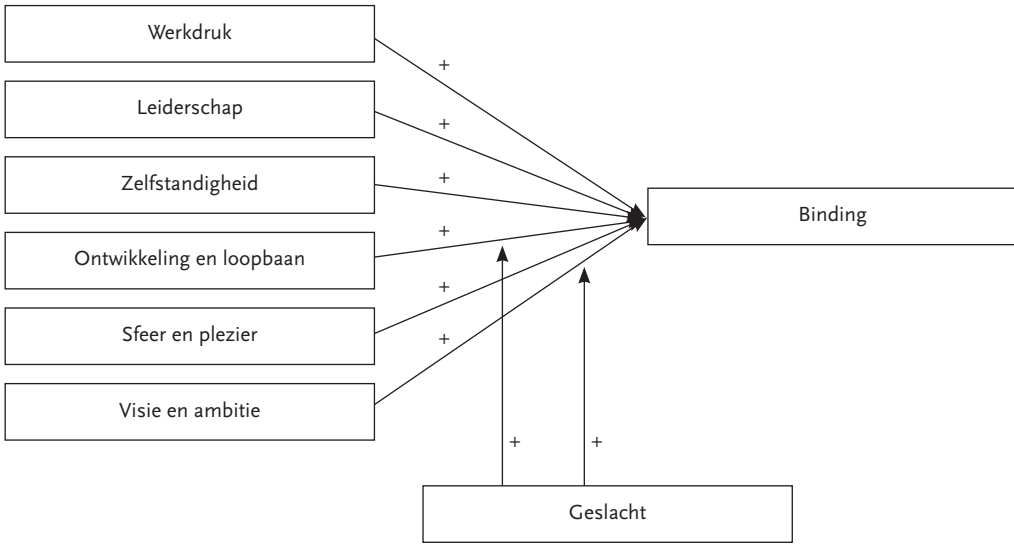 Werkdruk
+
Leiderschap
+
Zelfstandigheid
+
Binding
+
Ontwikkeling en loopbaan
+
Sfeer en plezier
+
Visie en ambitie
+
+
Geslacht